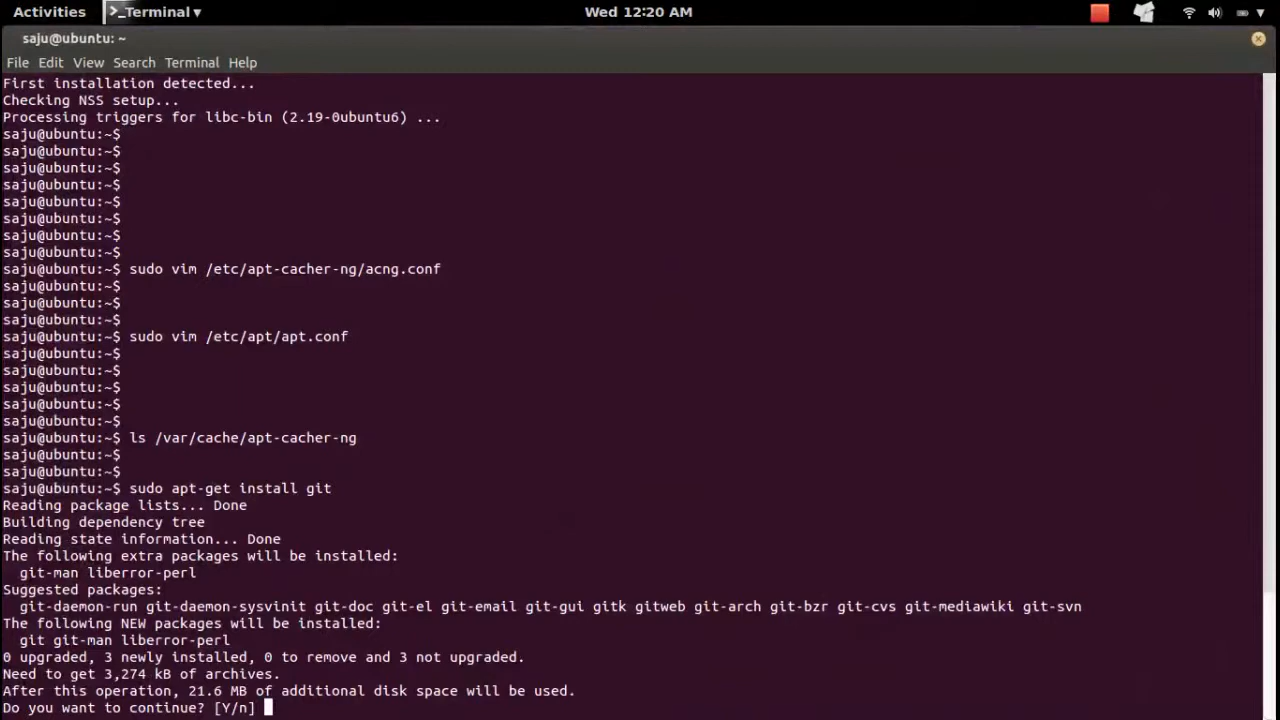 Activities
Terminal
Wed 12:20 AM
saju@ubuntu: ~
File Edit View Search Terminal Help
First installation detected...
Checking NSS setup...
Processing triggers for libc-bin (2.19-0ubuntu6) ...
saju@ubuntu:~$
saju@ubuntu:~$
saju@ubuntu:~$
saju@ubuntu:~$
saju@ubuntu:~$
saju@ubuntu:~$
saju@ubuntu:~$
saju@ubuntu:~$
saju@ubuntu:~$ sudo vim /etc/apt-cacher-ng/acng.conf
saju@ubuntu:~$
saju@ubuntu:~$
saju@ubuntu:~$
saju@ubuntu:~$ sudo vim /etc/apt/apt.conf
saju@ubuntu:~$
saju@ubuntu:~$
saju@ubuntu:~$
saju@ubuntu:~$
saju@ubuntu:~$
saju@ubuntu:~$ ls /var/cache/apt-cacher-ng
saju@ubuntu:~$
saju@ubuntu:~$
saju@ubuntu:~$ sudo apt-get install git
Reading package lists... Done
Building dependency tree
Reading state information... Done
The following extra packages will be installed:
  git-man liberror-perl
Suggested packages:
  git-daemon-run git-daemon-sysvinit git-doc git-el git-email git-gui gitk gitweb git-arch git-bzr git-cvs git-mediawiki git-svn
The following NEW packages will be installed:
  git git-man liberror-perl
0 upgraded, 3 newly installed, 0 to remove and 3 not upgraded.
Need to get 3,274 kB of archives.
After this operation, 21.6 MB of additional disk space will be used.
Do you want to continue? [Y/n]